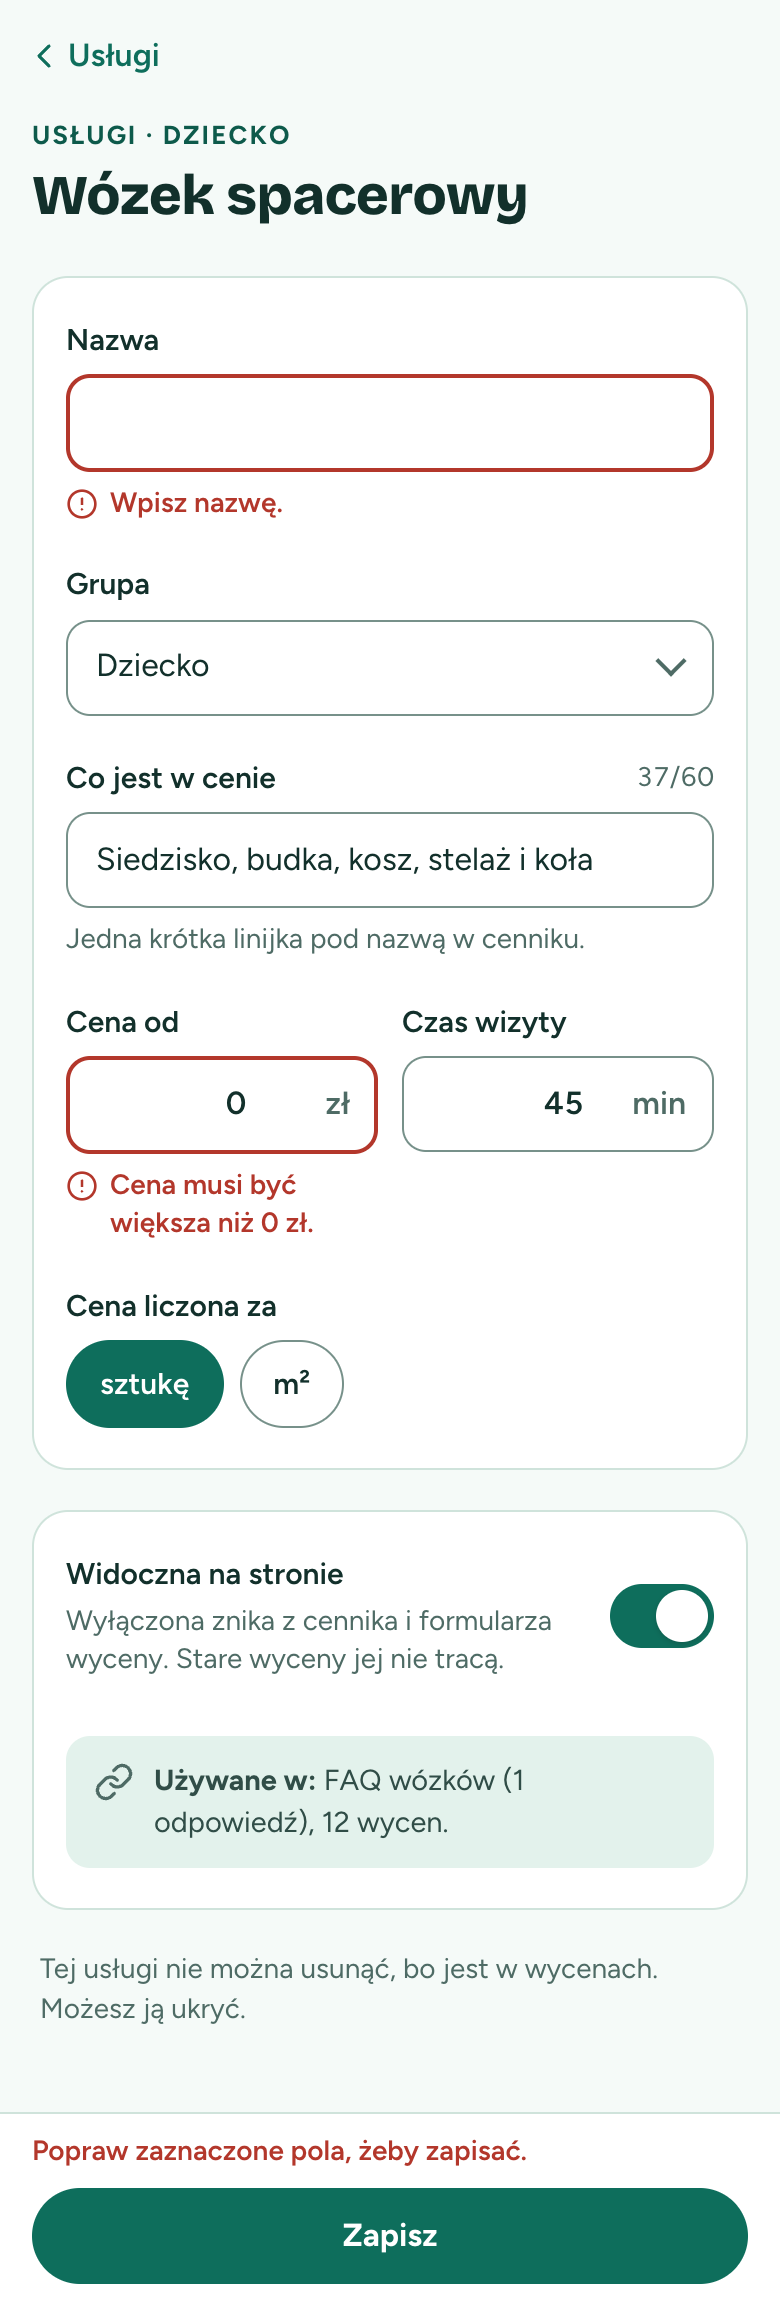 Usługi
USŁUGI · DZIECKO
Wózek spacerowy
Nazwa
Wpisz nazwę.
Grupa
Dziecko
Co jest w cenie 37/60
Siedzisko, budka, kosz, stelaż i koła
Jedna krótka linijka pod nazwą w cenniku.
Cena od Czas wizyty
0 zł 45 min
Cena musi być
większa niż 0 zł.
Cena liczona za
sztukę m²
Widoczna na stronie
Wyłączona znika z cennika i formularza
wyceny. Stare wyceny jej nie tracą.
Używane w: FAQ wózków (1
odpowiedź), 12 wycen.
Tej usługi nie można usunąć, bo jest w wycenach.
Możesz ją ukryć.
Popraw zaznaczone pola, żeby zapisać.
Zapisz